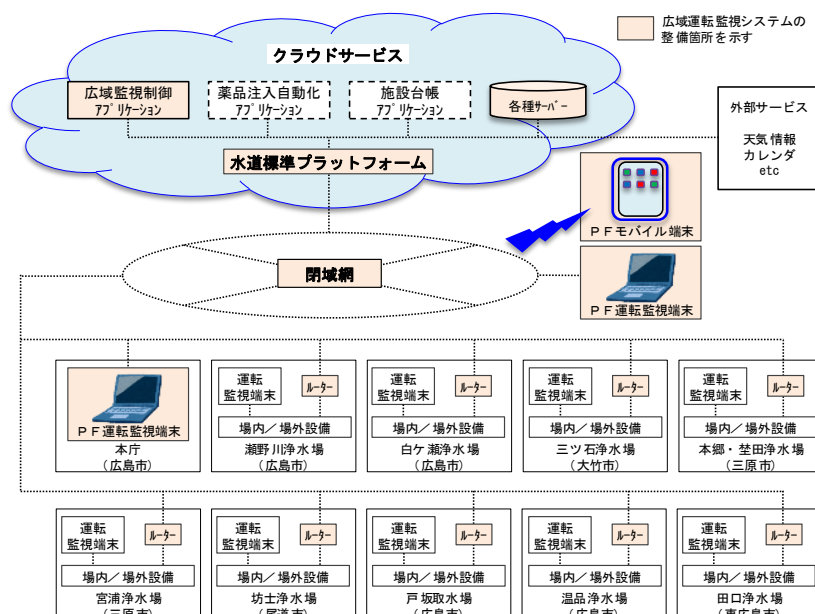 広域運転監視システムの
整備箇所を示す
クラウドサービス
広域監視制御
アプリケーション
薬品注入自動化
アプリケーション
施設台帳
アプリケーション
各種サーバー
外部サービス
天気情報
カレンダ
etc
水道標準プラットフォーム
PFモバイル端末
閉域網
PF運転監視端末
PF運転監視端末
本庁
(広島市)
運転
監視端末
ルーター
場内/場外設備
瀬野川浄水場
(広島市)
運転
監視端末
ルーター
場内/場外設備
白ケ瀬浄水場
(広島市)
運転
監視端末
ルーター
場内/場外設備
三ツ石浄水場
(大竹市)
運転
監視端末
ルーター
場内/場外設備
本郷・埜田浄水場
(三原市)
運転
監視端末
ルーター
場内/場外設備
宮浦浄水場
(三原市)
運転
監視端末
ルーター
場内/場外設備
坊士浄水場
(尾道市)
運転
監視端末
ルーター
場内/場外設備
戸坂取水場
(広島市)
運転
監視端末
ルーター
場内/場外設備
温品浄水場
(広島市)
運転
監視端末
ルーター
場内/場外設備
田口浄水場
(東広島市)